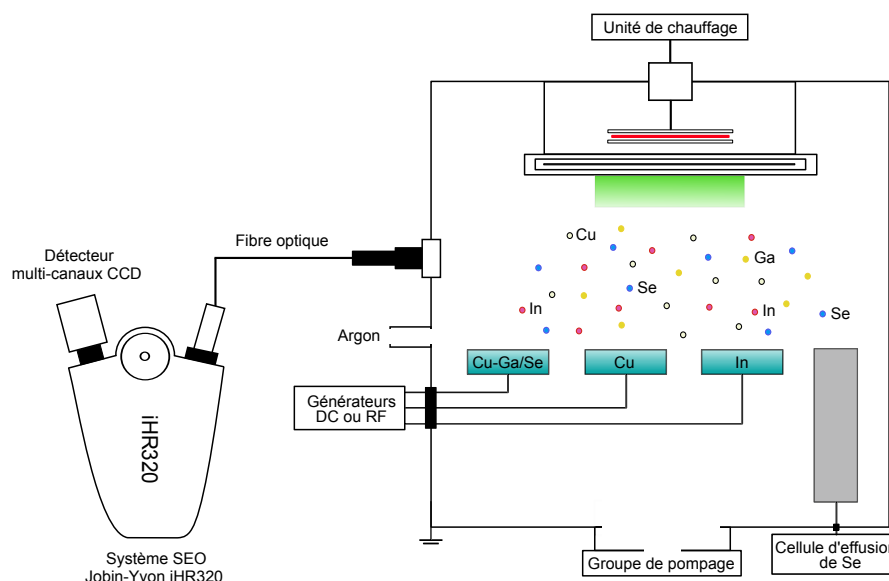 Unité de chauffage
Fibre optique
Détecteur
multi-canaux CCD
Cu
Ga
Se
In
In
Se
Argon
Cu-Ga/Se
Cu
In
Générateurs
DC ou RF
iHR320
Système SEO
Jobin-Yvon iHR320
Groupe de pompage
Cellule d'effusion
de Se